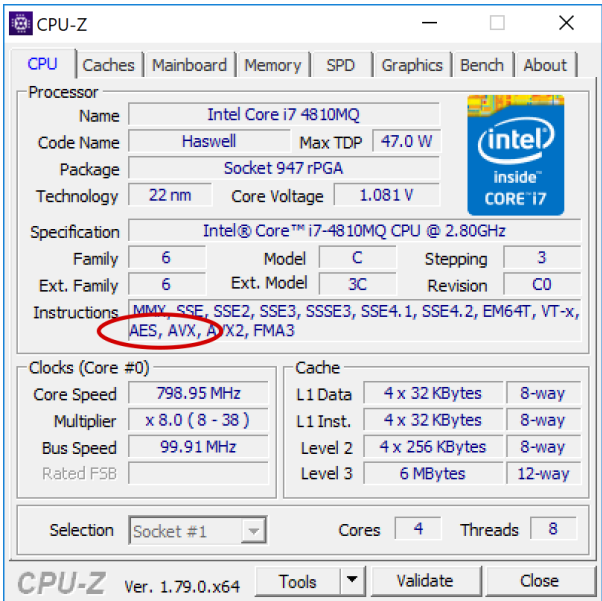 CPU-Z
CPU Caches Mainboard Memory SPD Graphics Bench About
Processor
Name Intel Core i7 4810MQ
Code Name Haswell Max TDP 47.0 W
Package Socket 947 rPGA
Technology 22 nm Core Voltage 1.081 V
intel
inside™
CORE™i7
Specification Intel® Core™ i7-4810MQ CPU @ 2.80GHz
Family 6 Model C Stepping 3
Ext. Family 6 Ext. Model 3C Revision C0
Instructions MMX, SSE, SSE2, SSE3, SSSE3, SSE4.1, SSE4.2, EM64T, VT-x,
AES, AVX, AVX2, FMA3
Clocks (Core #0)
Core Speed 798.95 MHz
Multiplier x 8.0 ( 8 - 38 )
Bus Speed 99.91 MHz
Rated FSB
Cache
L1 Data 4 x 32 KBytes 8-way
L1 Inst. 4 x 32 KBytes 8-way
Level 2 4 x 256 KBytes 8-way
Level 3 6 MBytes 12-way
Selection Socket #1 Cores 4 Threads 8
CPU-Z Ver. 1.79.0.x64 Tools Validate Close